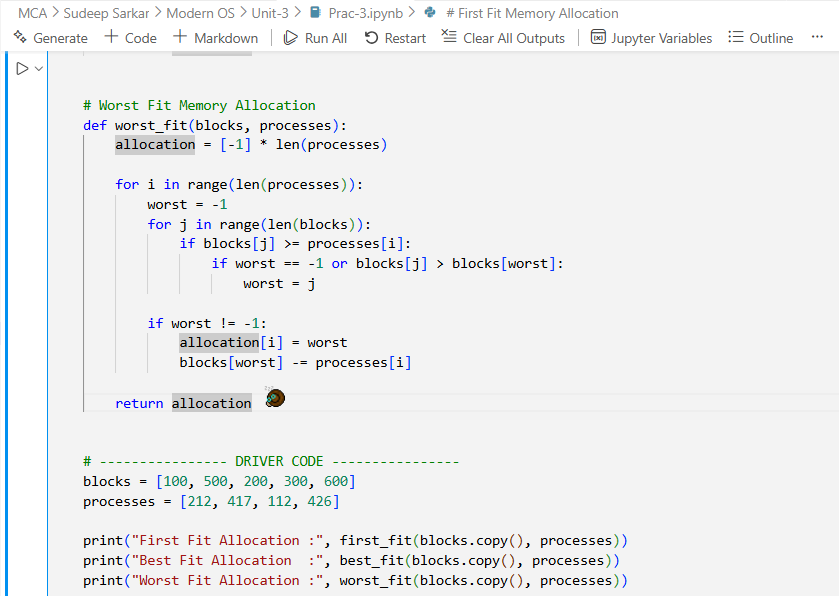 MCA > Sudeep Sarkar > Modern OS > Unit-3 > Prac-3.ipynb > # First Fit Memory Allocation
Generate + Code + Markdown | Run All Restart Clear All Outputs | Jupyter Variables Outline ...
# Worst Fit Memory Allocation
def worst_fit(blocks, processes):
    allocation = [-1] * len(processes)
    for i in range(len(processes)):
        worst = -1
        for j in range(len(blocks)):
            if blocks[j] >= processes[i]:
                if worst == -1 or blocks[j] > blocks[worst]:
                    worst = j
        if worst != -1:
            allocation[i] = worst
            blocks[worst] -= processes[i]
    return allocation
# ---------------- DRIVER CODE ----------------
blocks = [100, 500, 200, 300, 600]
processes = [212, 417, 112, 426]
print("First Fit Allocation :", first_fit(blocks.copy(), processes))
print("Best Fit Allocation  :", best_fit(blocks.copy(), processes))
print("Worst Fit Allocation :", worst_fit(blocks.copy(), processes))